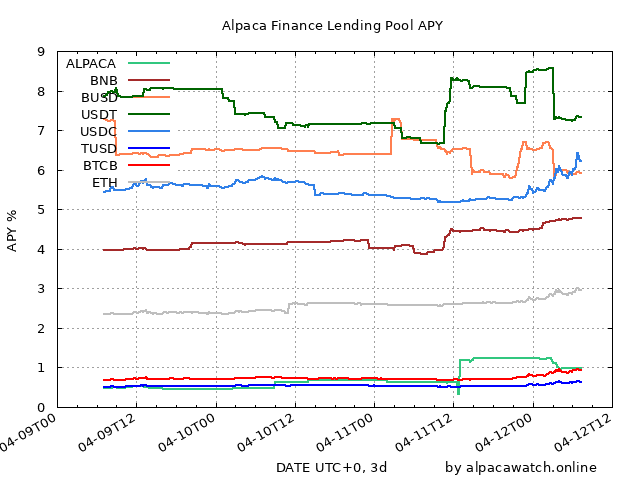 Alpaca Finance Lending Pool APY
9
8
7
6
5
4
3
2
1
0
APY %
ALPACA
BNB
BUSD
USDT
USDC
TUSD
BTCB
ETH
04-09T00
04-09T12
04-10T00
04-10T12
04-11T00
04-11T12
04-12T00
04-12T12
DATE UTC+0, 3d
by alpacawatch.online